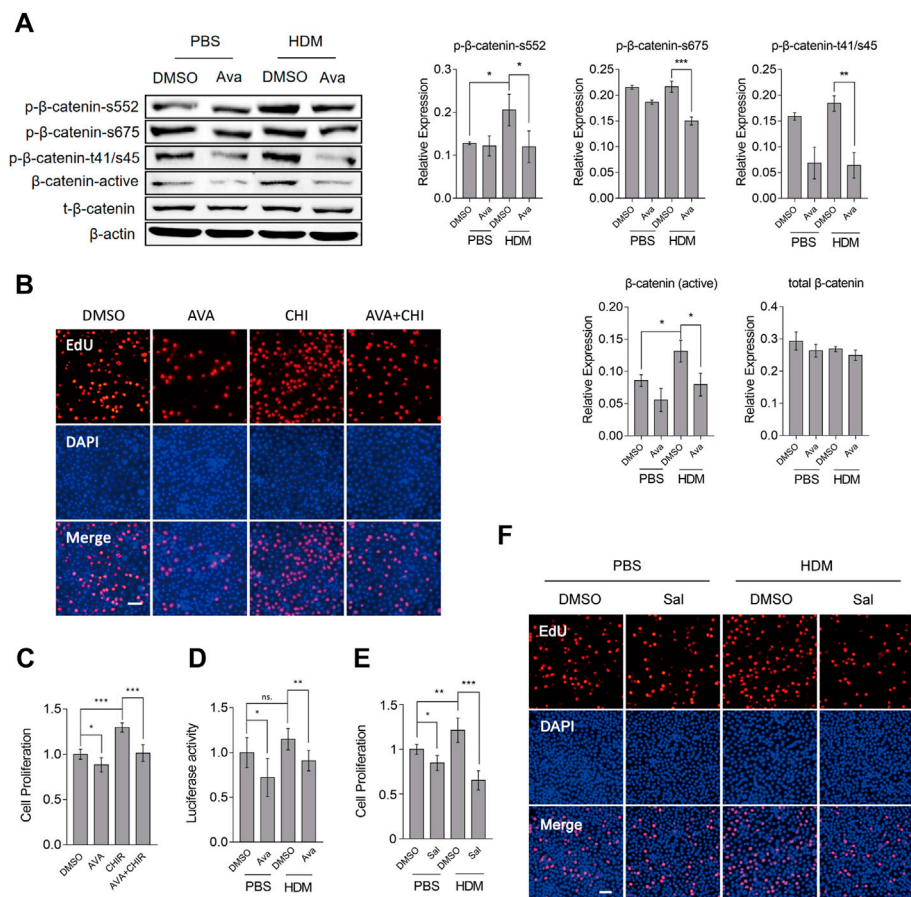 A
PBS HDM
DMSO Ava DMSO Ava
p-β-catenin-s552
p-β-catenin-s675
p-β-catenin-t41/s45
β-catenin-active
t-β-catenin
β-actin
p-β-catenin-s552
Relative Expression
0.3
0.2
0.1
0.0
* *
DMSO Ava DMSO Ava
PBS HDM
p-β-catenin-s675
Relative Expression
0.25
0.20
0.15
0.10
0.05
0.00
***
DMSO Ava DMSO Ava
PBS HDM
p-β-catenin-t41/s45
Relative Expression
0.25
0.20
0.15
0.10
0.05
0.00
**
DMSO Ava DMSO Ava
PBS HDM
β-catenin (active)
Relative Expression
0.20
0.15
0.10
0.05
0.00
* *
DMSO Ava DMSO Ava
PBS HDM
total β-catenin
Relative Expression
0.4
0.3
0.2
0.1
0.0
DMSO Ava DMSO Ava
PBS HDM
B
DMSO AVA CHI AVA+CHI
EdU
DAPI
Merge
C
Cell Proliferation
2.0
1.5
1.0
0.5
0.0
* *** ***
DMSO AVA CHIR AVA+CHIR
D
Luciferase activity
2.0
1.5
1.0
0.5
0.0
* ns. **
DMSO Ava DMSO Ava
PBS HDM
E
Cell Proliferation
2.0
1.5
1
0.5
0
* ** ***
DMSO Sal DMSO Sal
PBS HDM
F
PBS HDM
DMSO Sal DMSO Sal
EdU
DAPI
Merge